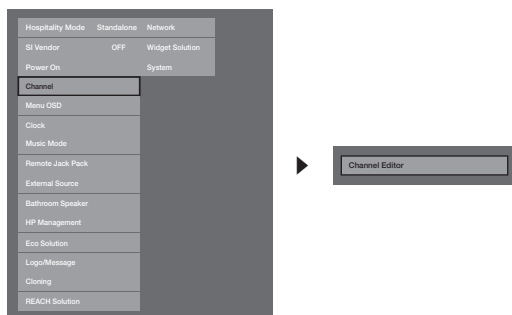 Hospitality Mode Standalone Network
SI Vendor OFF Widget Solution
Power On System
Channel
Menu OSD
Clock
Music Mode
Remote Jack Pack
External Source
Bathroom Speaker
HP Management
Eco Solution
Logo/Message
Cloning
REACH Solution
Channel Editor